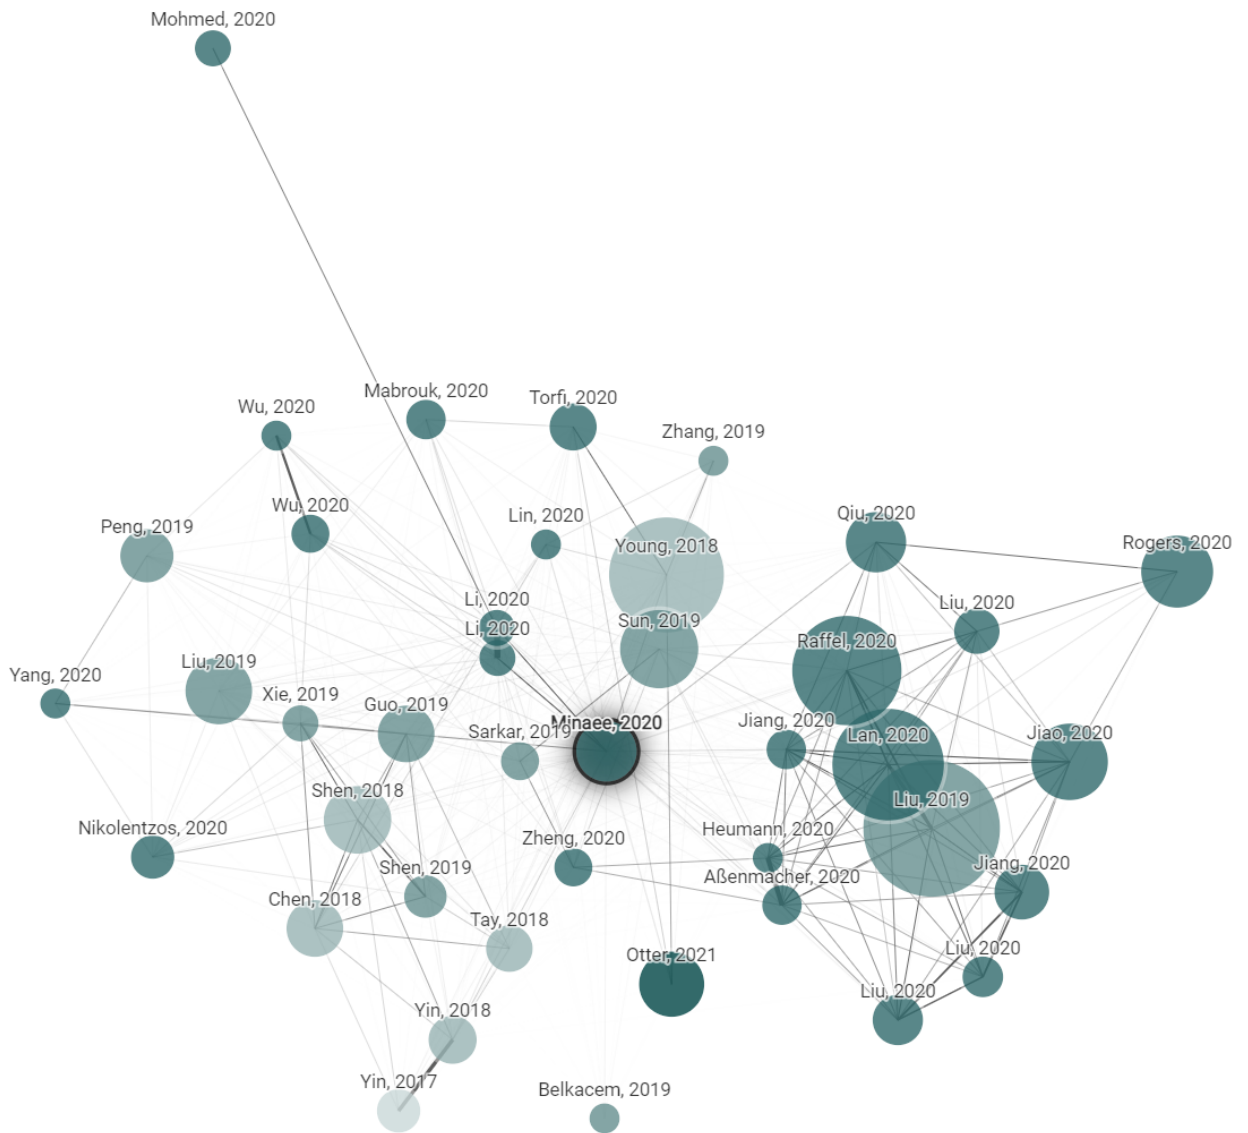 Mohmed, 2020
Mabrouk, 2020
Torfi, 2020
Wu, 2020
Zhang, 2019
Wu, 2020
Lin, 2020
Qiu, 2020
Peng, 2019
Young, 2018
Rogers, 2020
Li, 2020
Liu, 2020
Li, 2020
Sun, 2019
Raffel, 2020
Liu, 2019
Yang, 2020
Xie, 2019
Guo, 2019
Minaee, 2020
Jiang, 2020
Sarkar, 2019
Lan, 2020
Jiao, 2020
Shen, 2018
Liu, 2019
Nikolentzos, 2020
Zheng, 2020
Heumann, 2020
Jiang, 2020
Shen, 2019
Aßenmacher, 2020
Chen, 2018
Tay, 2018
Otter, 2021
Liu, 2020
Liu, 2020
Yin, 2018
Yin, 2017
Belkacem, 2019